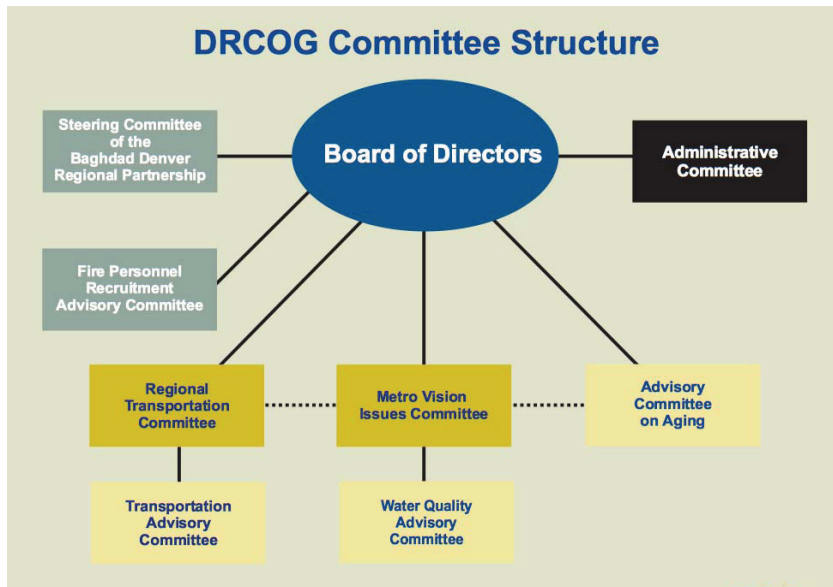 DRCOG Committee Structure
Steering Committee
of the
Baghdad Denver
Regional Partnership
Board of Directors
Administrative
Committee
Fire Personnel
Recruitment
Advisory Committee
Regional
Transportation
Committee
Metro Vision
Issues Committee
Advisory
Committee
on Aging
Transportation
Advisory
Committee
Water Quality
Advisory
Committee